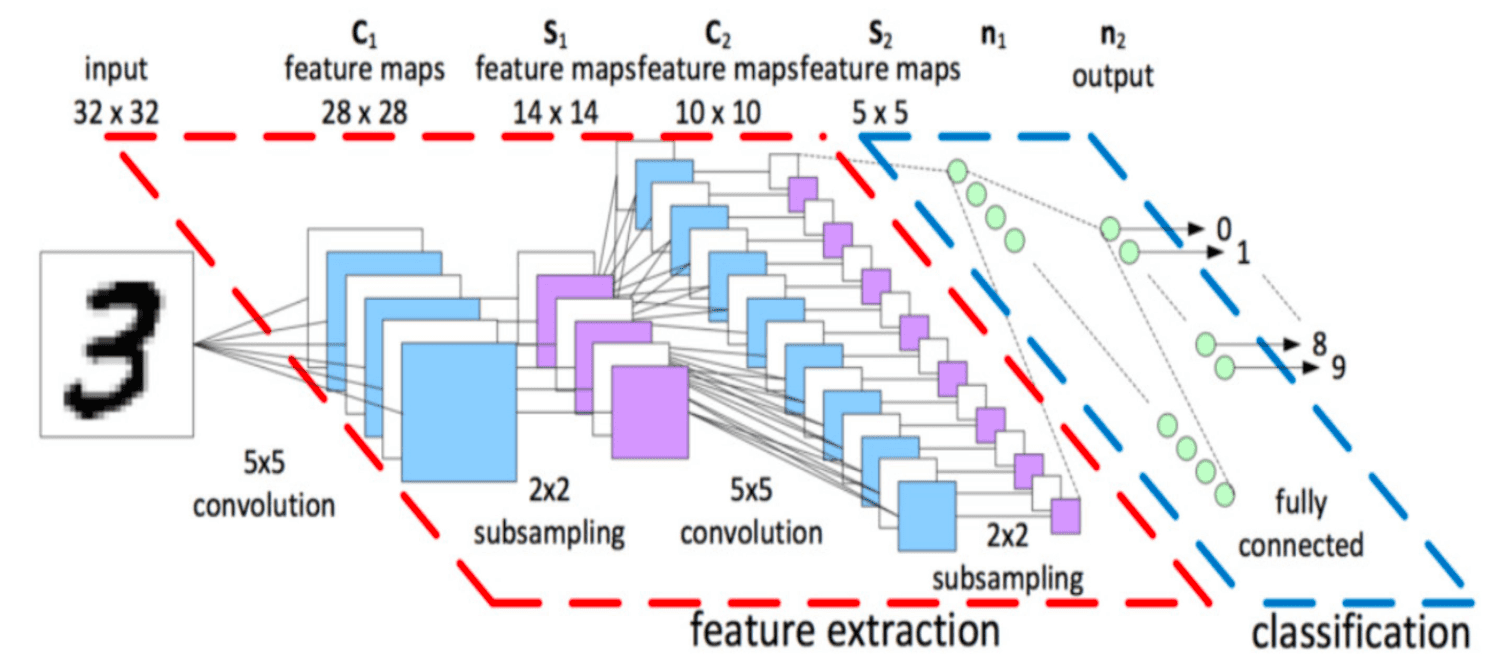 input
32 x 32
C₁
feature maps
28 x 28
S₁
feature maps
14 x 14
C₂
feature maps
10 x 10
S₂
feature maps
5 x 5
n₁
n₂
output
3
0
1
8
9
5x5
convolution
2x2
subsampling
5x5
convolution
2x2
subsampling
fully
connected
feature extraction
classification